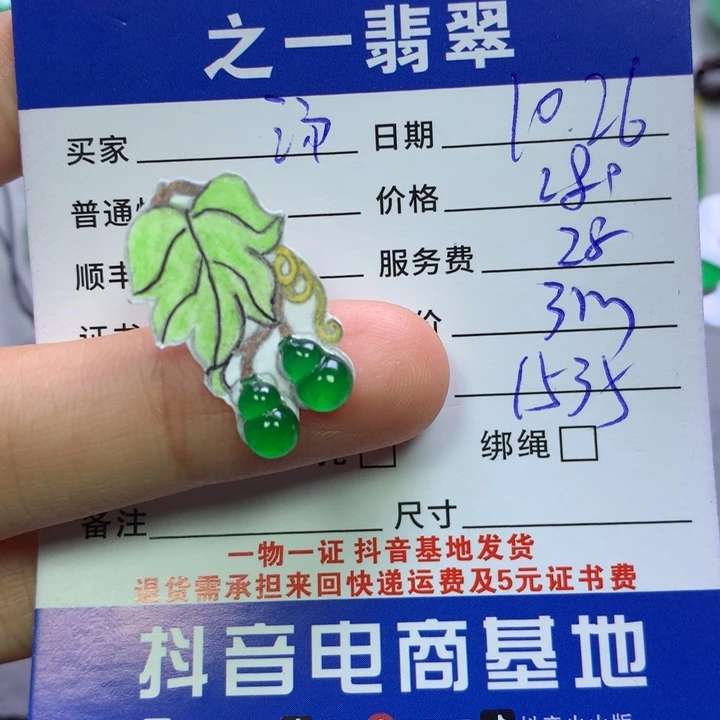 之一翡翠
买家 汤 日期 10.26
普通 价格
顺丰 服务费 28
证书 价
1535
绑绳
备注 尺寸
一物一证 抖音基地发货
退货需承担来回快递运费及5元证书费
抖音电商基地